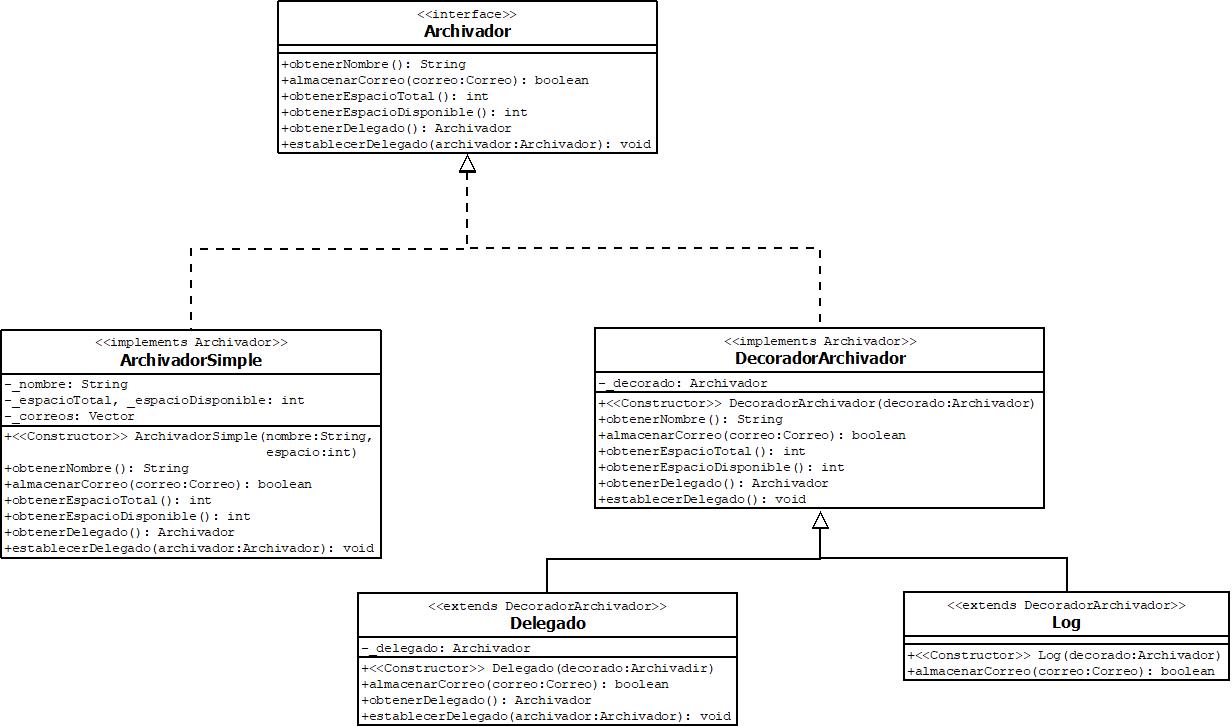 <<interface>>
Archivador
+obtenerNombre(): String
+almacenarCorreo(correo:Correo): boolean
+obtenerEspacioTotal(): int
+obtenerEspacioDisponible(): int
+obtenerDelegado(): Archivador
+establecerDelegado(archivador:Archivador): void
<<implements Archivador>>
ArchivadorSimple
-_nombre: String
-_espacioTotal, _espacioDisponible: int
-_correos: Vector
+<<Constructor>> ArchivadorSimple(nombre:String,
espacio:int)
+obtenerNombre(): String
+almacenarCorreo(correo:Correo): boolean
+obtenerEspacioTotal(): int
+obtenerEspacioDisponible(): int
+obtenerDelegado(): Archivador
+establecerDelegado(archivador:Archivador): void
<<implements Archivador>>
DecoradorArchivador
-_decorado: Archivador
+<<Constructor>> DecoradorArchivador(decorado:Archivador)
+obtenerNombre(): String
+almacenarCorreo(correo:Correo): boolean
+obtenerEspacioTotal(): int
+obtenerEspacioDisponible(): int
+obtenerDelegado(): Archivador
+establecerDelegado(): void
<<extends DecoradorArchivador>>
Delegado
-_delegado: Archivador
+<<Constructor>> Delegado(decorado:Archivadir)
+almacenarCorreo(correo:Correo): boolean
+obtenerDelegado(): Archivador
+establecerDelegado(archivador:Archivador): void
<<extends DecoradorArchivador>>
Log
+<<Constructor>> Log(decorado:Archivador)
+almacenarCorreo(correo:Correo): boolean